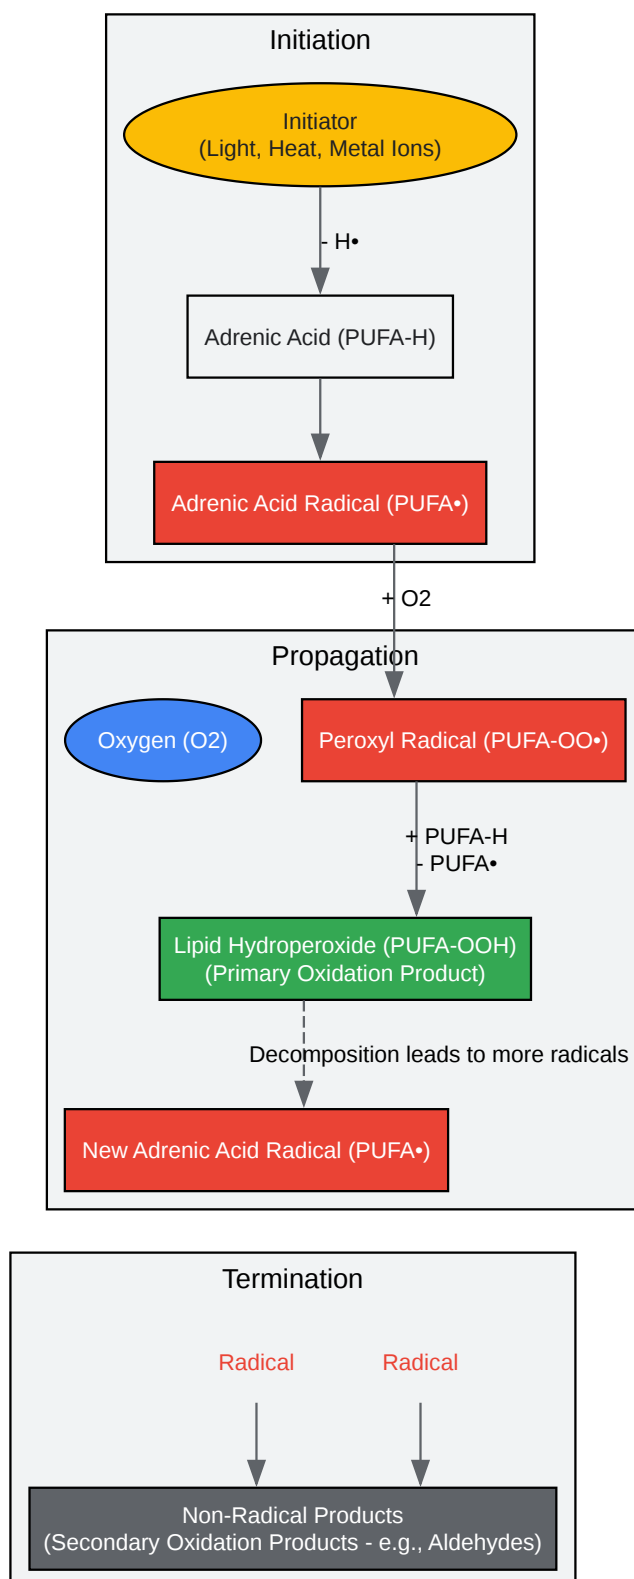 Initiation
Initiator
(Light, Heat, Metal Ions)
- H•
Adrenic Acid (PUFA-H)
Adrenic Acid Radical (PUFA•)
+ O2
Propagation
Oxygen (O2)
Peroxyl Radical (PUFA-OO•)
+ PUFA-H
- PUFA•
Lipid Hydroperoxide (PUFA-OOH)
(Primary Oxidation Product)
Decomposition leads to more radicals
New Adrenic Acid Radical (PUFA•)
Termination
Radical
Radical
Non-Radical Products
(Secondary Oxidation Products - e.g., Aldehydes)